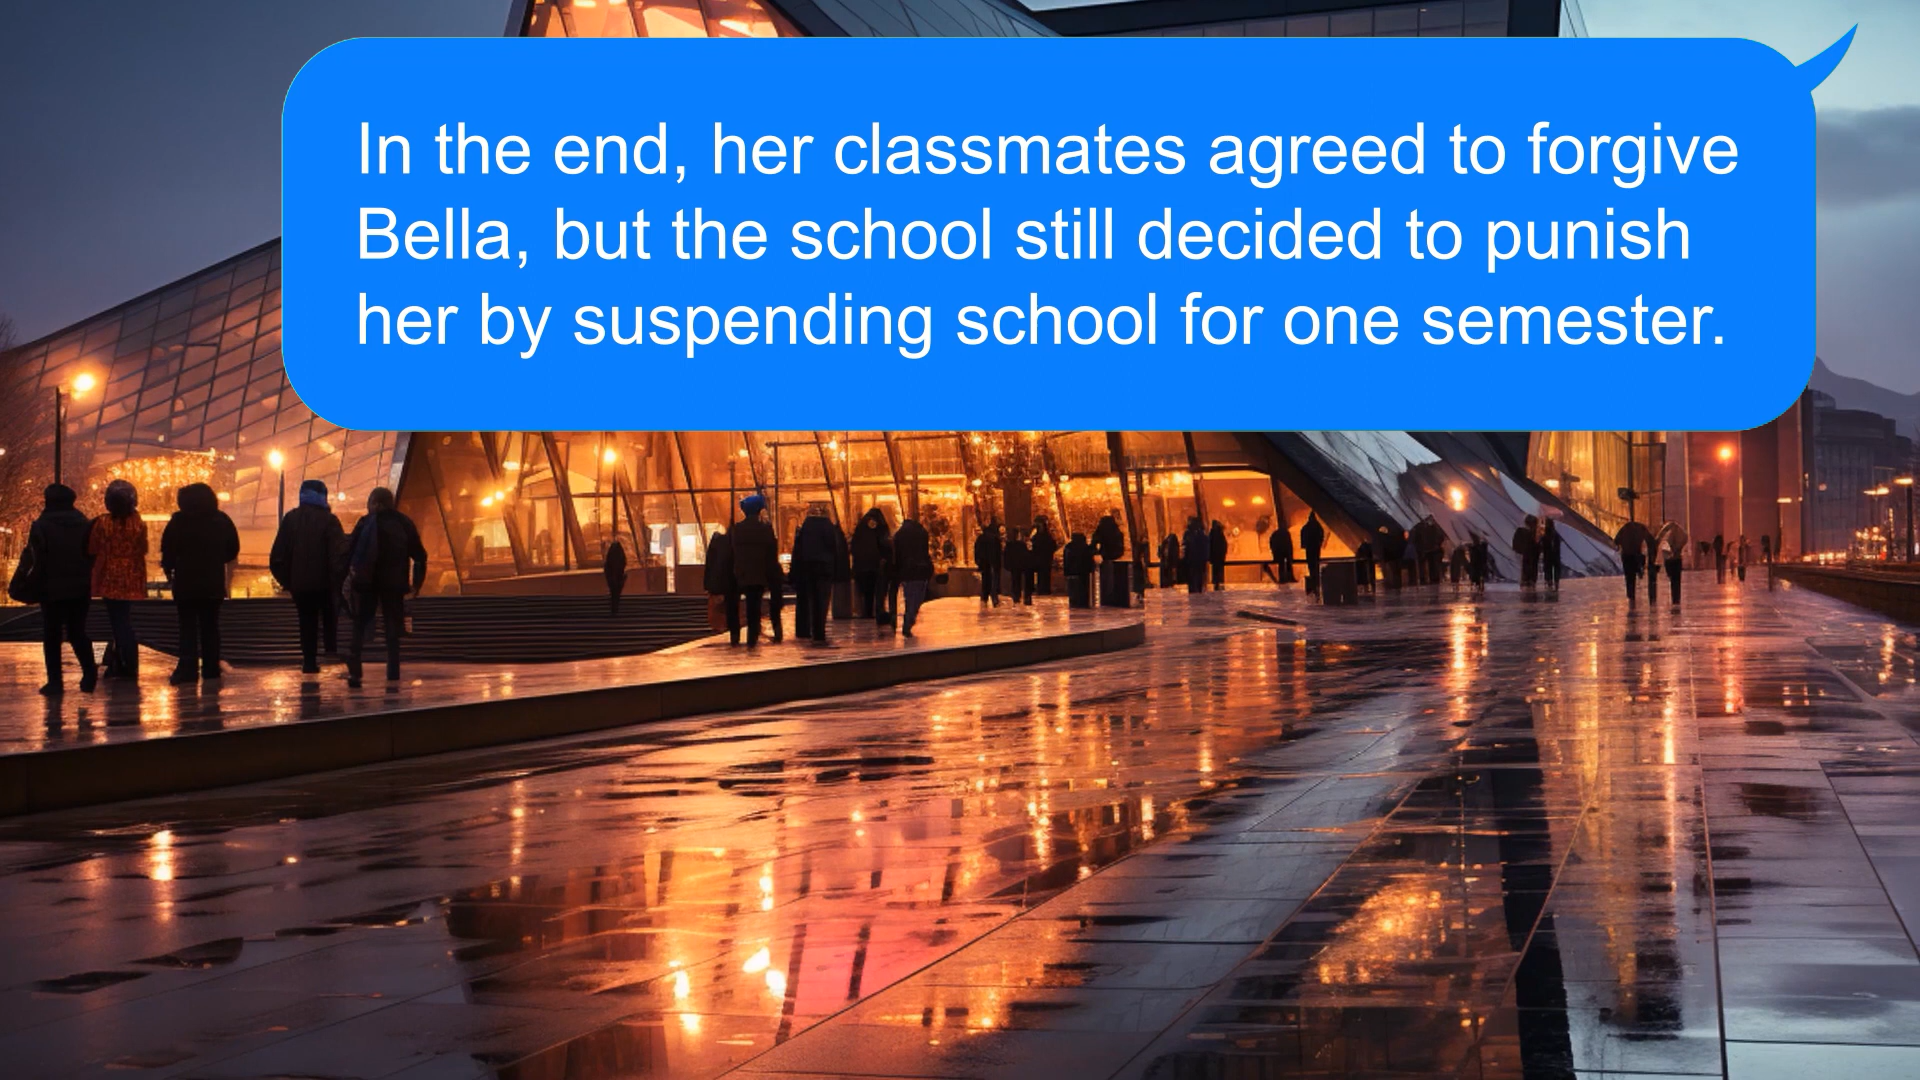 In the end, her classmates agreed to forgive
Bella, but the school still decided to punish
her by suspending school for one semester.